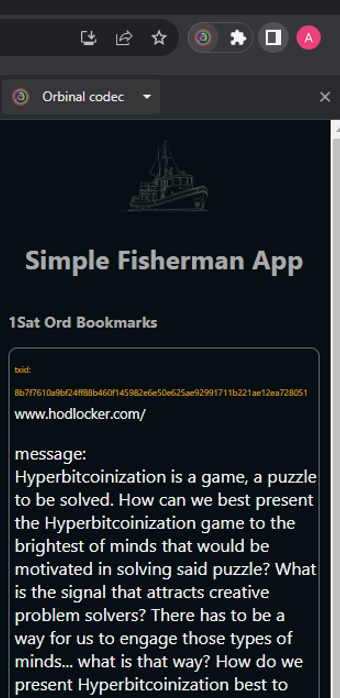 A
Orbinal codec
Simple Fisherman App
1Sat Ord Bookmarks
txid:
8b7f7610a9bf24ff88b460f145982e6e50e625ae92991711b221ae12ea728051
www.hodlocker.com/
message:
Hyperbitcoinization is a game, a puzzle
to be solved. How can we best present
the Hyperbitcoinization game to the
brightest of minds that would be
motivated in solving said puzzle? What
is the signal that attracts creative
problem solvers? There has to be a
way for us to engage those types of
minds... what is that way? How do we
present Hyperbitcoinization best to